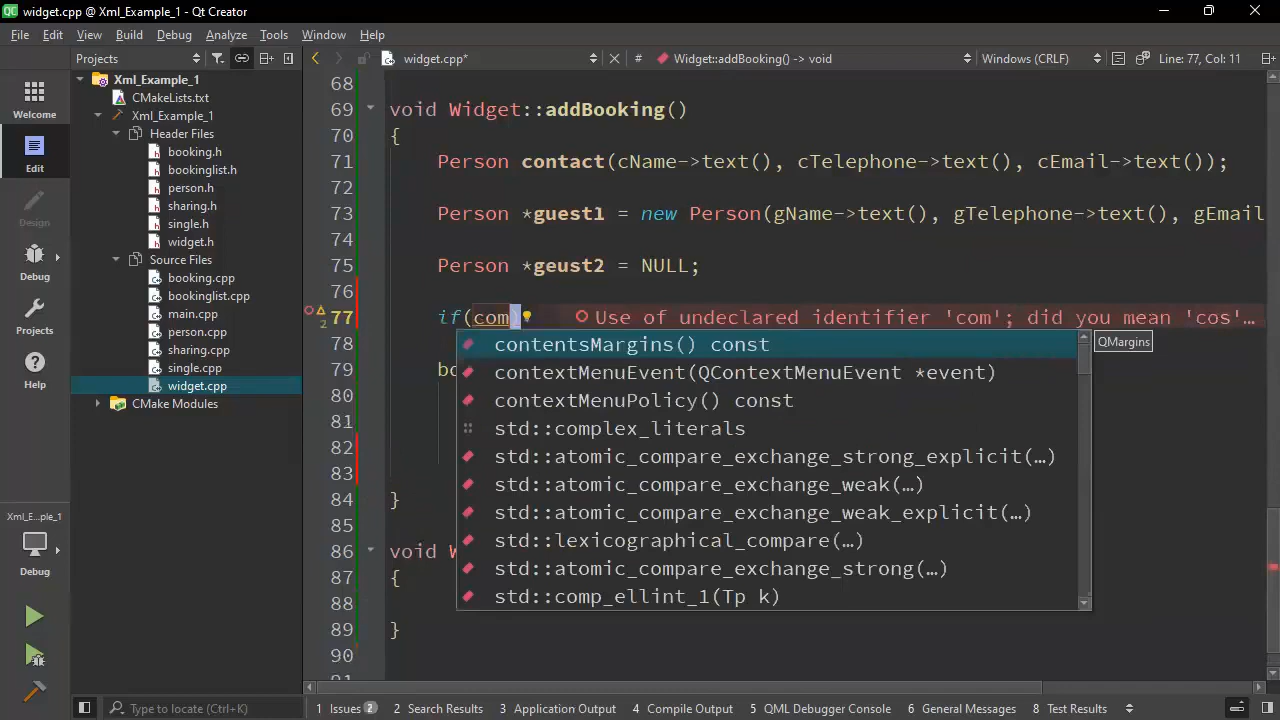 widget.cpp @ Xml_Example_1 - Qt Creator
File Edit View Build Debug Analyze Tools Window Help
Projects
widget.cpp*
# Widget::addBooking() -> void
Windows (CRLF)
Line: 77, Col: 11
Welcome
Edit
Design
Debug
Projects
Help
Xml_E...ple_1
Debug
Xml_Example_1
CMakeLists.txt
Xml_Example_1
Header Files
booking.h
bookinglist.h
person.h
sharing.h
single.h
widget.h
Source Files
booking.cpp
bookinglist.cpp
main.cpp
person.cpp
sharing.cpp
single.cpp
widget.cpp
CMake Modules
68
69 void Widget::addBooking()
70 {
71 Person contact(cName->text(), cTelephone->text(), cEmail->text());
72
73 Person *guest1 = new Person(gName->text(), gTelephone->text(), gEmail
74
75 Person *geust2 = NULL;
76
2 77 if(com) Use of undeclared identifier 'com'; did you mean 'cos'…
78 contentsMargins() const QMargins
79 bo contextMenuEvent(QContextMenuEvent *event)
80 contextMenuPolicy() const
81 std::complex_literals
82 std::atomic_compare_exchange_strong_explicit(…)
83 std::atomic_compare_exchange_weak(…)
84 } std::atomic_compare_exchange_weak_explicit(…)
85 std::lexicographical_compare(…)
86 void W std::atomic_compare_exchange_strong(…)
87 { std::comp_ellint_1(Tp k)
88
89 }
90
91
Type to locate (Ctrl+K)
1 Issues 2
2 Search Results
3 Application Output
4 Compile Output
5 QML Debugger Console
6 General Messages
8 Test Results